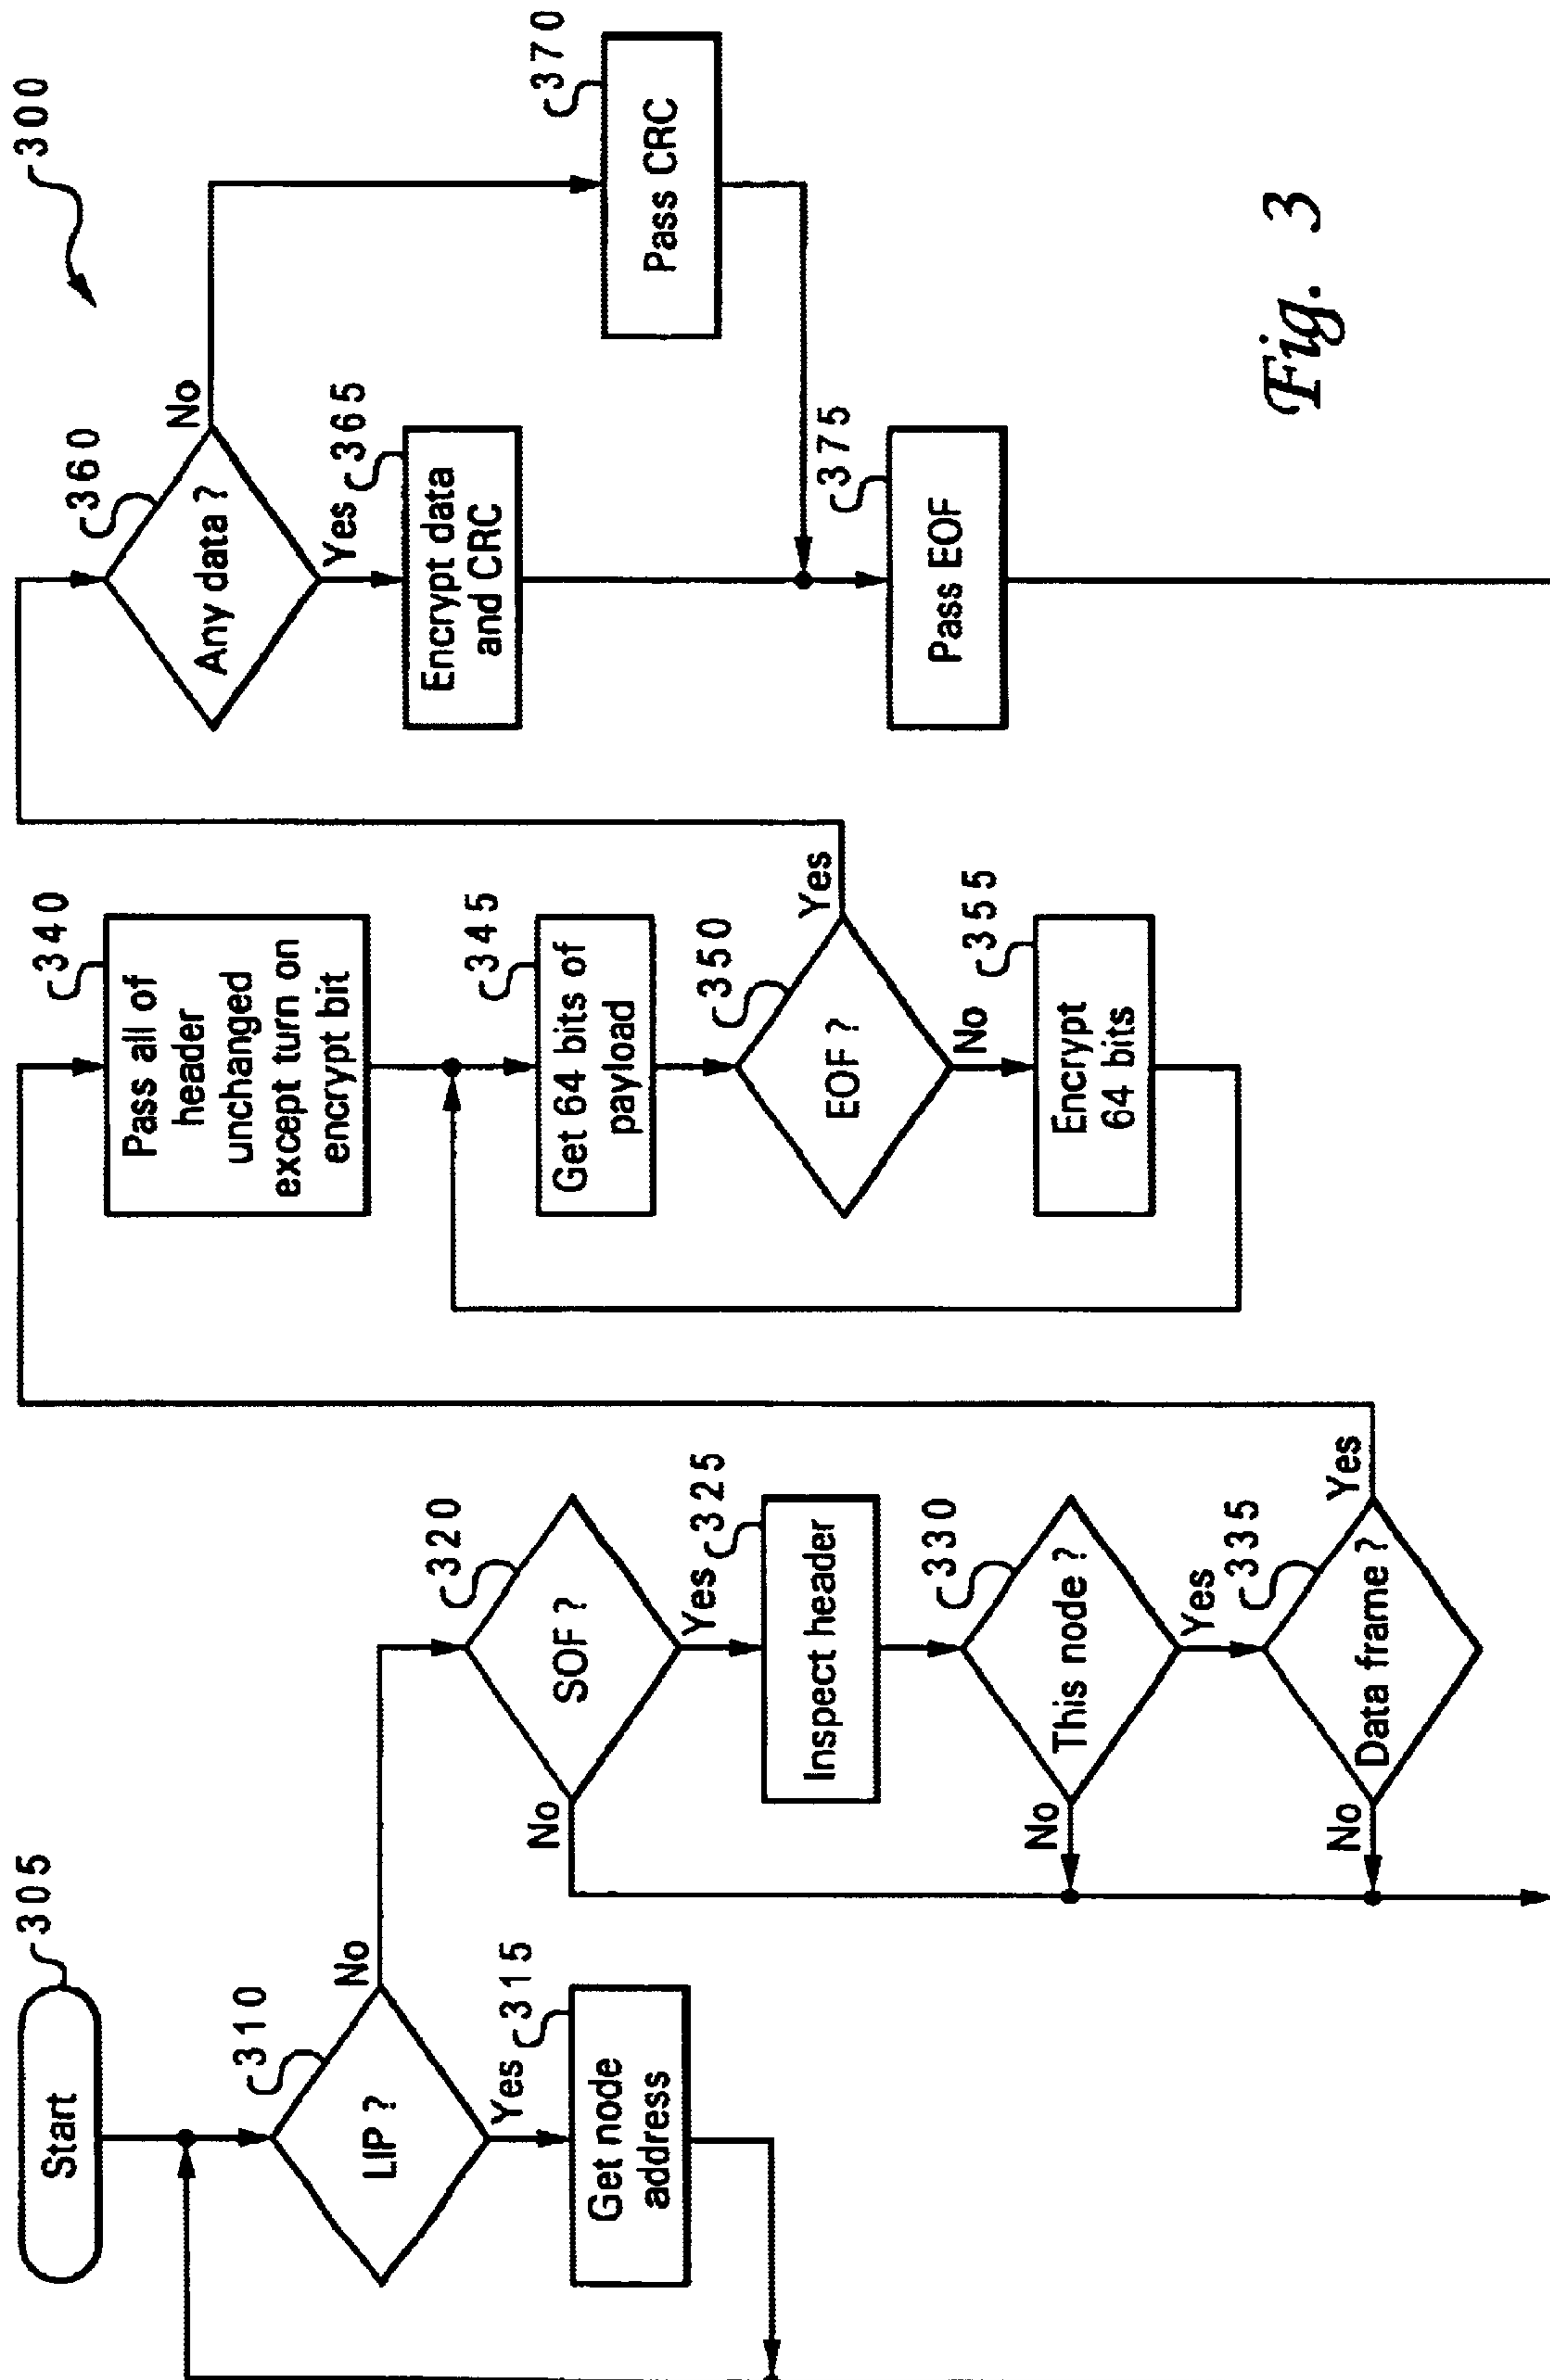 300
Start
305
LIP ?
310
No
Yes
315
Get node
address
SOF ?
320
No
Yes
325
Inspect header
This node ?
330
No
Yes
Data frame ?
335
No
Yes
Pass all of
header
unchanged
except turn on
encrypt bit
340
Get 64 bits of
payload
345
EOF ?
350
Yes
No
355
Encrypt
64 bits
Any data ?
360
No
Yes
365
Encrypt data
and CRC
Pass CRC
370
Pass EOF
375
Fig. 3